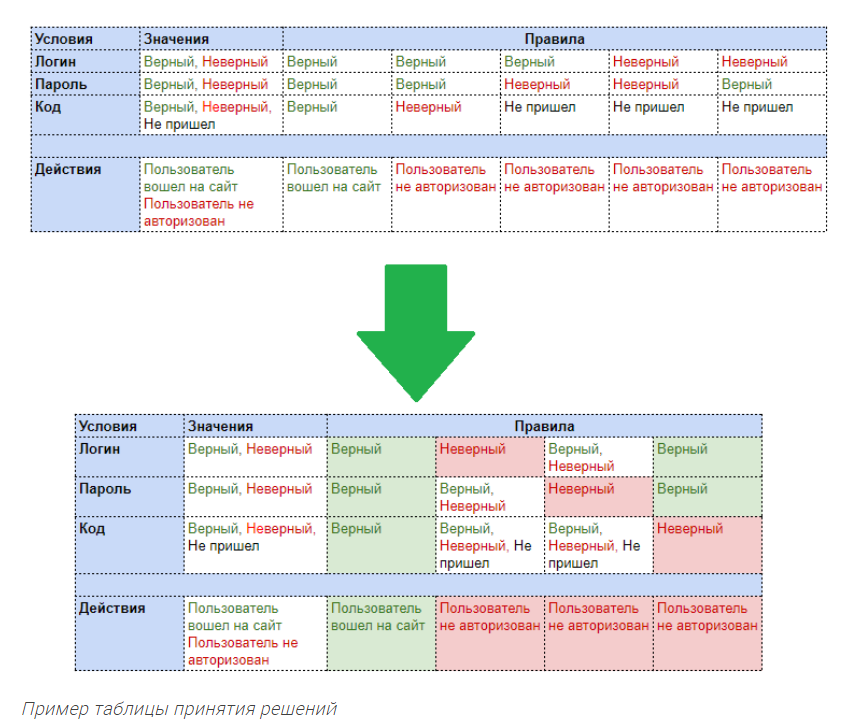 Условия Значения Правила
Логин Верный, Неверный Верный Верный Верный Неверный Неверный
Пароль Верный, Неверный Верный Верный Неверный Неверный Верный
Код Верный, Неверный, Верный Неверный Не пришел Не пришел Не пришел
Не пришел
Действия Пользователь Пользователь Пользователь Пользователь Пользователь Пользователь
вошел на сайт вошел на сайт не авторизован не авторизован не авторизован не авторизован
Пользователь не
авторизован
Условия Значения Правила
Логин Верный, Неверный Верный Неверный Верный, Верный
Неверный
Пароль Верный, Неверный Верный Верный, Неверный Верный
Неверный
Код Верный, Неверный, Верный Верный, Верный, Неверный
Не пришел Неверный, Не Неверный, Не
пришел пришел
Действия Пользователь Пользователь Пользователь Пользователь Пользователь
вошел на сайт вошел на сайт не авторизован не авторизован не авторизован
Пользователь не
авторизован
Пример таблицы принятия решений